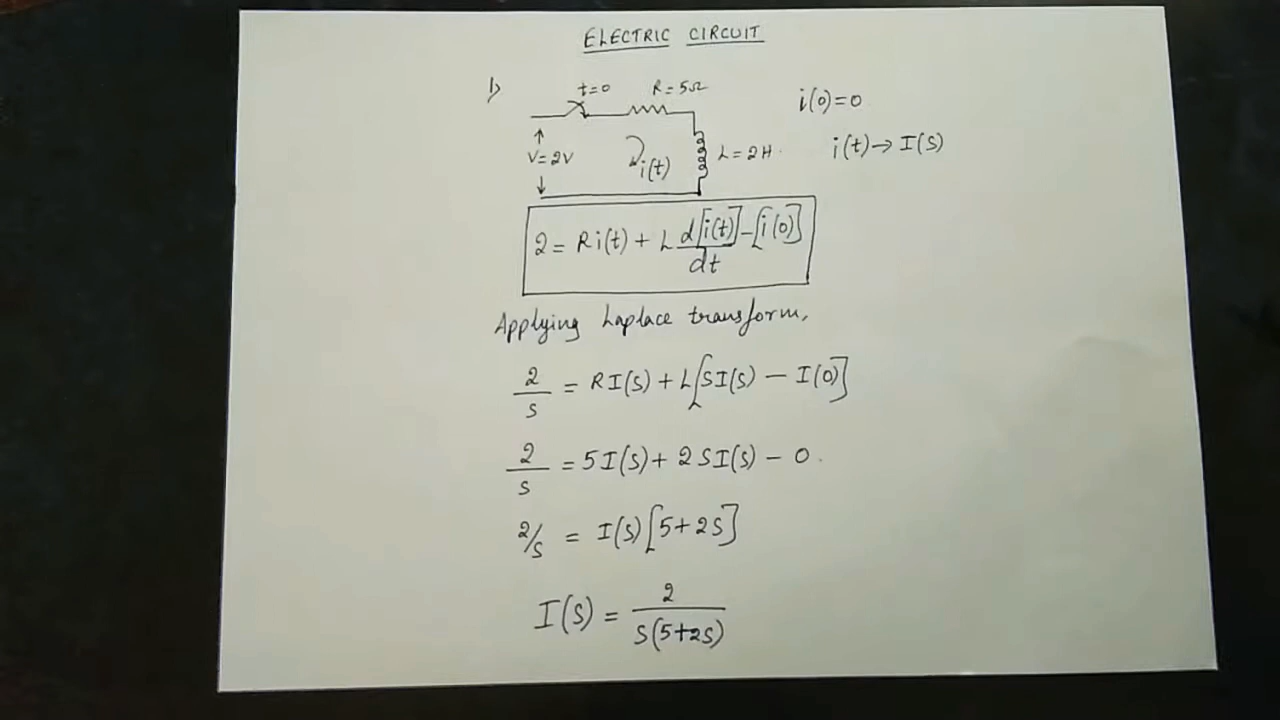 ELECTRIC CIRCUIT
1)
t=0
R = 5Ω
i(0)=0
V=2V
i(t)
L = 2H
i(t)→I(S)
2 = Ri(t) + L d[i(t)]/dt - [i(0)]
Applying Laplace transform,
2/s = RI(S) + L[SI(S) - I(0)]
2/s = 5I(S) + 2SI(S) - 0.
2/s = I(S)[5+2S]
I(S) = 2/S(5+2S)